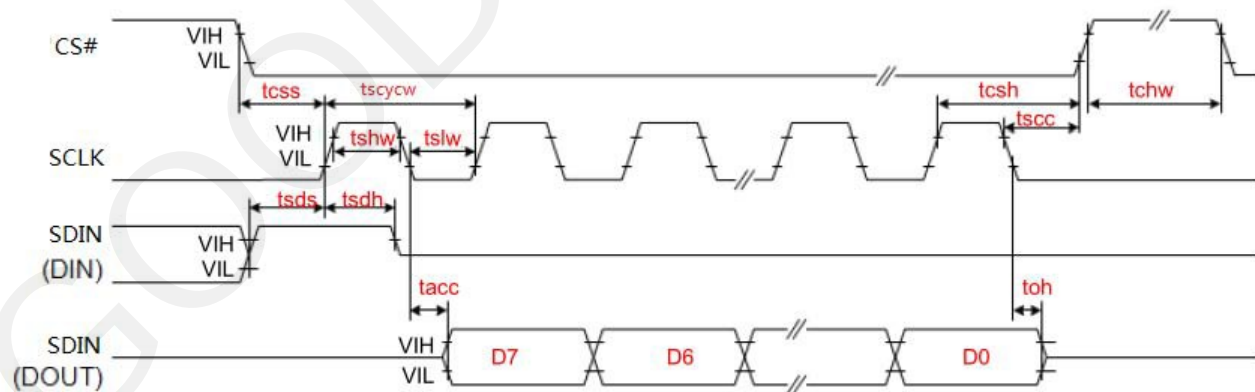 CS#
VIH
VIL
tcss
tscycw
tcsh
tchw
tscc
SCLK
VIH
VIL
tshw
tslw
tsds
tsdh
SDIN
(DIN)
VIH
VIL
tacc
toh
SDIN
(DOUT)
VIH
VIL
D7
D6
D0
GOOD